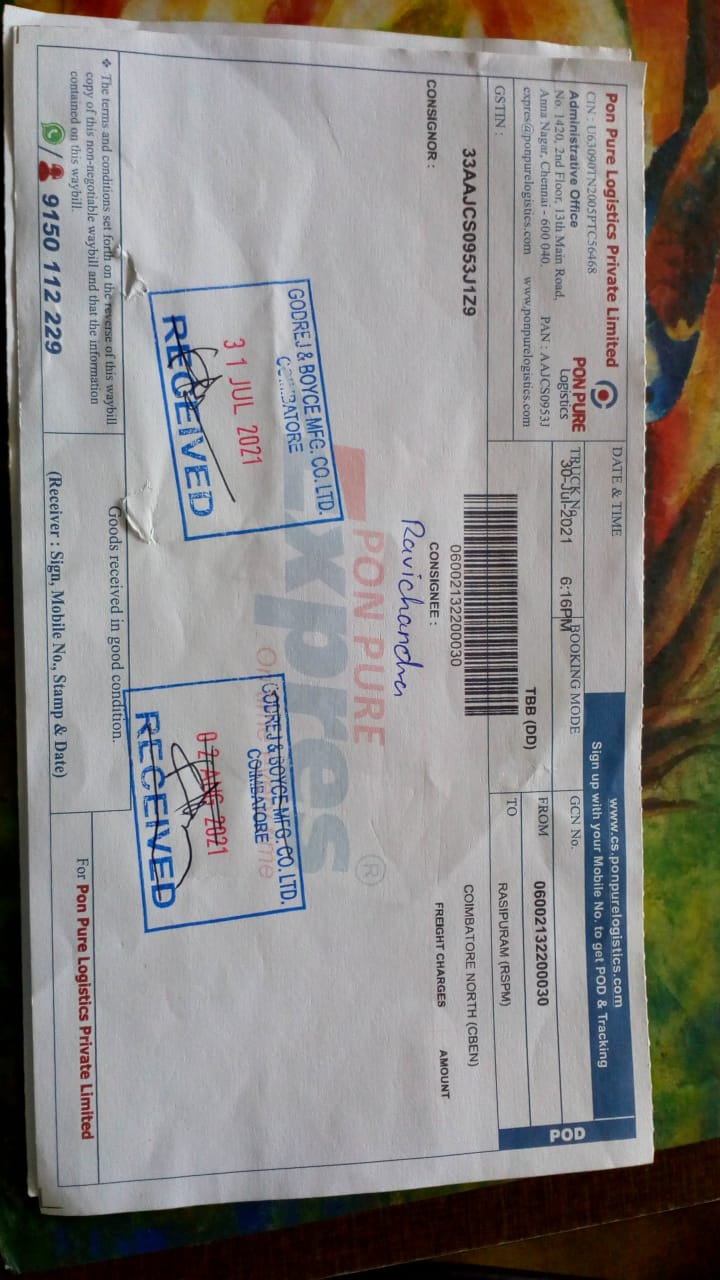 Pon Pure Logistics Private Limited
CIN : U63090TN2005PTC56468
Administrative Office
No. 1420, 2nd Floor, 13th Main Road,
Anna Nagar, Chennai - 600 040. PAN : AAJCS0953J
expres@ponpurelogistics.com www.ponpurelogistics.com
PON PURE
Logistics
GSTIN :
33AAJCS0953J1Z9
DATE & TIME
TRUCK No.
30-Jul-2021 6:16PM
BOOKING MODE
TBB (DD)
06002132200030
www.cs.ponpurelogistics.com
Sign up with your Mobile No. to get POD & Tracking
POD
GCN No.
06002132200030
FROM
RASIPURAM (RSPM)
TO
COIMBATORE NORTH (CBEN)
CONSIGNOR :
CONSIGNEE :
FREIGHT CHARGES AMOUNT
Ravichandra
PON PURE
Expres
®
GODREJ & BOYCE MFG. CO. LTD.
COIMBATORE
31 JUL 2021
RECEIVED
GODREJ & BOYCE MFG. CO. LTD.
COIMBATORE
02 AUG 2021
RECEIVED
❖ The terms and conditions set forth on the reverse of this waybill
copy of this non-negotiable waybill and that the information
contained on this waybill.
/ 9150 112 229
Goods received in good condition.
(Receiver : Sign, Mobile No., Stamp & Date)
For Pon Pure Logistics Private Limited